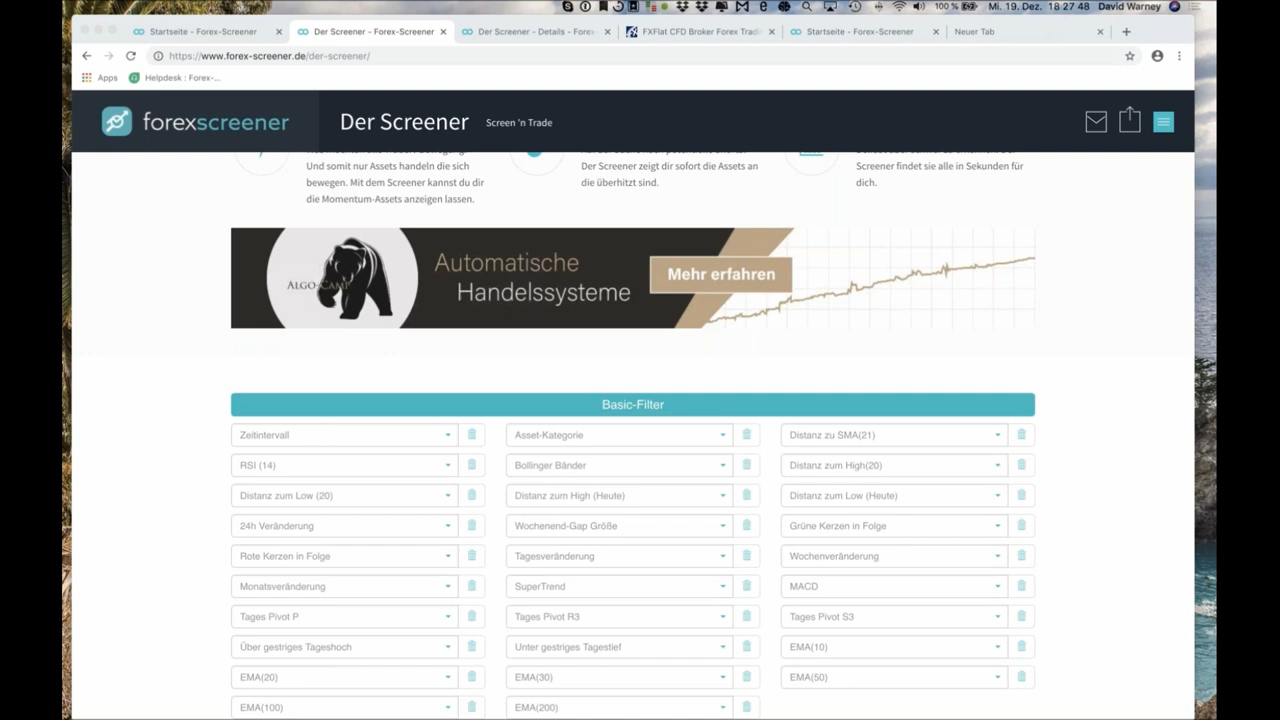 100 %
Mi. 19. Dez. 18 27 48 David Warney
Startseite - Forex-Screener
Der Screener - Forex-Screener
Der Screener - Details - Forex-
FXFlat CFD Broker Forex Tradi
Startseite - Forex-Screener
Neuer Tab
https://www.forex-screener.de/der-screener/
Apps
Helpdesk : Forex-...
forexscreener
Der Screener
Screen 'n Trade
Und somit nur Assets handeln die sich
bewegen. Mit dem Screener kannst du dir
die Momentum-Assets anzeigen lassen.
Der Screener zeigt dir sofort die Assets an
die überhitzt sind.
Screener findet sie alle in Sekunden für
dich.
ALGO-CAMP
Automatische
Handelssysteme
Mehr erfahren
Basic-Filter
Zeitintervall
Asset-Kategorie
Distanz zu SMA(21)
RSI (14)
Bollinger Bänder
Distanz zum High(20)
Distanz zum Low (20)
Distanz zum High (Heute)
Distanz zum Low (Heute)
24h Veränderung
Wochenend-Gap Größe
Grüne Kerzen in Folge
Rote Kerzen in Folge
Tagesveränderung
Wochenveränderung
Monatsveränderung
SuperTrend
MACD
Tages Pivot P
Tages Pivot R3
Tages Pivot S3
Über gestriges Tageshoch
Unter gestriges Tagestief
EMA(10)
EMA(20)
EMA(30)
EMA(50)
EMA(100)
EMA(200)